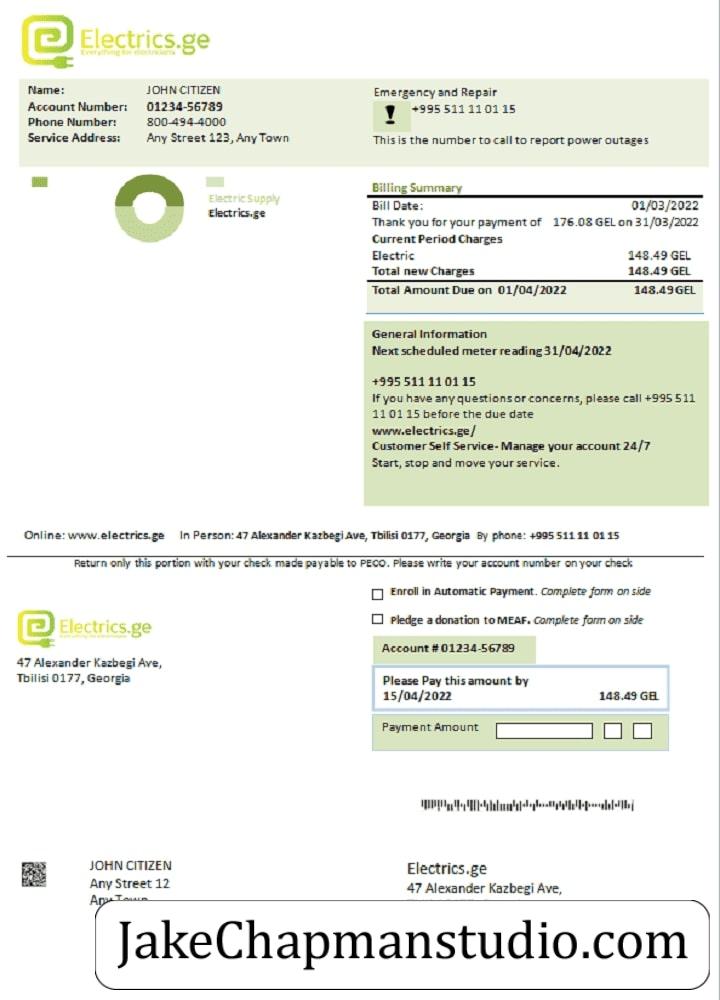 Electrics.ge
Everything for electricians
Name: JOHN CITIZEN
Account Number: 01234-56789
Phone Number: 800-494-4000
Service Address: Any Street 123, Any Town
Emergency and Repair
! +995 511 11 01 15
This is the number to call to report power outages
Electric Supply
Electrics.ge
Billing Summary
Bill Date: 01/03/2022
Thank you for your payment of 176.08 GEL on 31/03/2022
Current Period Charges
Electric 148.49 GEL
Total new Charges 148.49 GEL
Total Amount Due on 01/04/2022 148.49 GEL
General Information
Next scheduled meter reading 31/04/2022
+995 511 11 01 15
If you have any questions or concerns, please call +995 511
11 01 15 before the due date
www.electrics.ge/
Customer Self Service- Manage your account 24/7
Start, stop and move your service.
Online: www.electrics.ge In Person: 47 Alexander Kazbegi Ave, Tbilisi 0177, Georgia By phone: +995 511 11 01 15
Return only this portion with your check made payable to PECO. Please write your account number on your check
Enroll in Automatic Payment. Complete form on side
Pledge a donation to MEAF. Complete form on side
Electrics.ge
47 Alexander Kazbegi Ave,
Tbilisi 0177, Georgia
Account # 01234-56789
Please Pay this amount by
15/04/2022 148.49 GEL
Payment Amount
JOHN CITIZEN
Any Street 12
Any Town
Electrics.ge
47 Alexander Kazbegi Ave,
JakeChapmanstudio.com